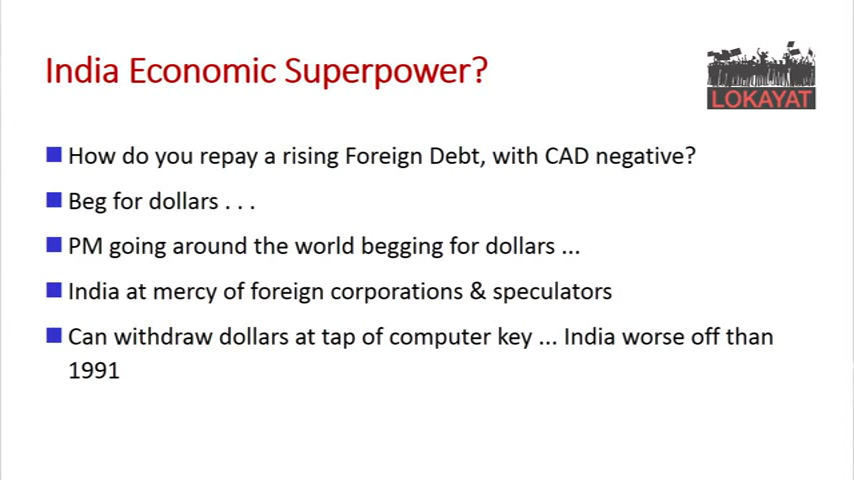 India Economic Superpower?
LOKAYAT
How do you repay a rising Foreign Debt, with CAD negative?
Beg for dollars . . .
PM going around the world begging for dollars ...
India at mercy of foreign corporations & speculators
Can withdraw dollars at tap of computer key ... India worse off than
1991